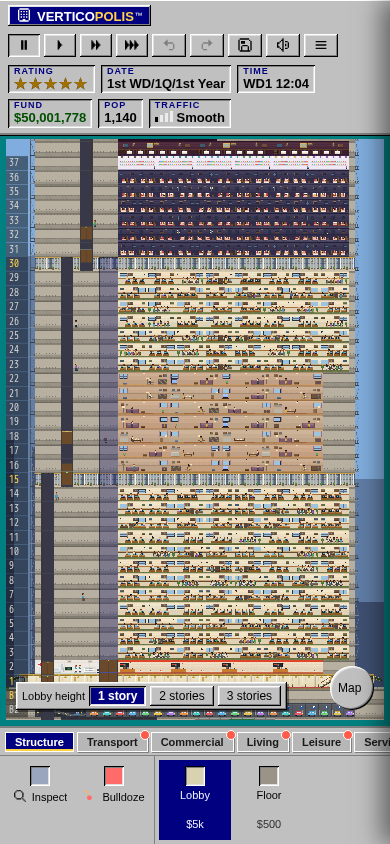 VERTICOPOLIS™
RATING
DATE
1st WD/1Q/1st Year
TIME
WD1 12:04
FUND
$50,001,778
POP
1,140
TRAFFIC
Smooth
37
36
35
34
33
32
31
30
29
28
27
26
25
24
23
22
21
20
19
18
17
16
15
14
13
12
11
10
9
8
7
6
5
4
3
2
1
B2
Lobby height
1 story
2 stories
3 stories
Map
Structure
Transport
Commercial
Living
Leisure
Servi
Inspect
Bulldoze
Lobby
$5k
Floor
$500